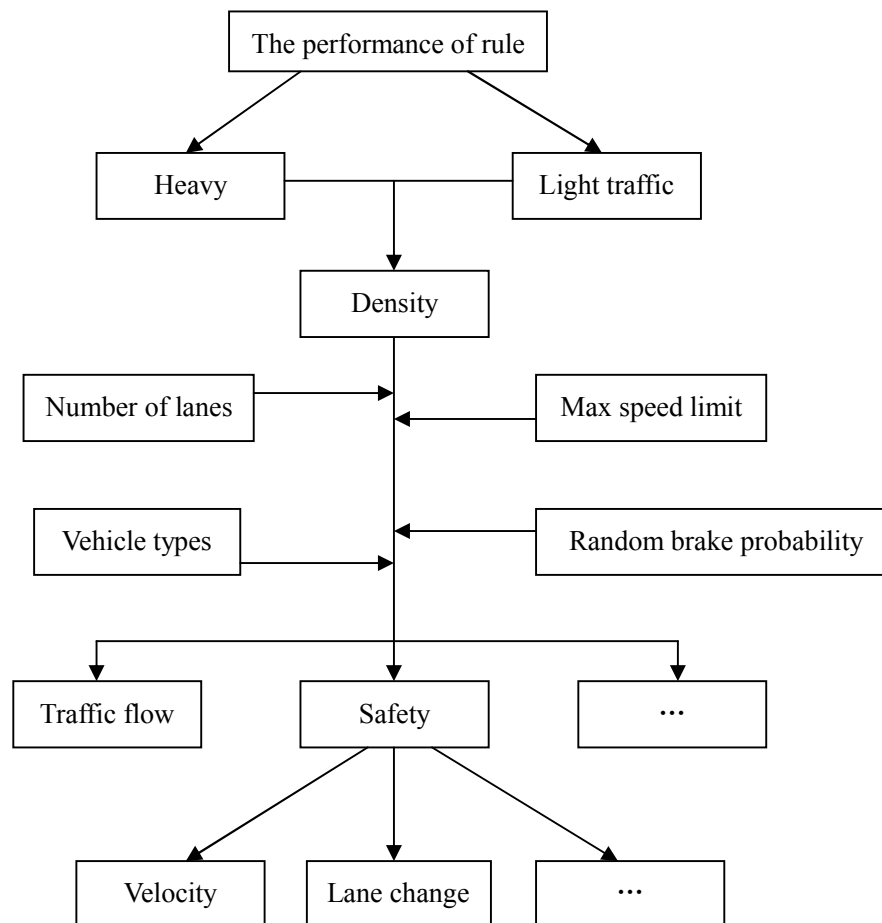 The performance of rule
Heavy
Light traffic
Density
Number of lanes
Max speed limit
Vehicle types
Random brake probability
Traffic flow
Safety
…
Velocity
Lane change
…